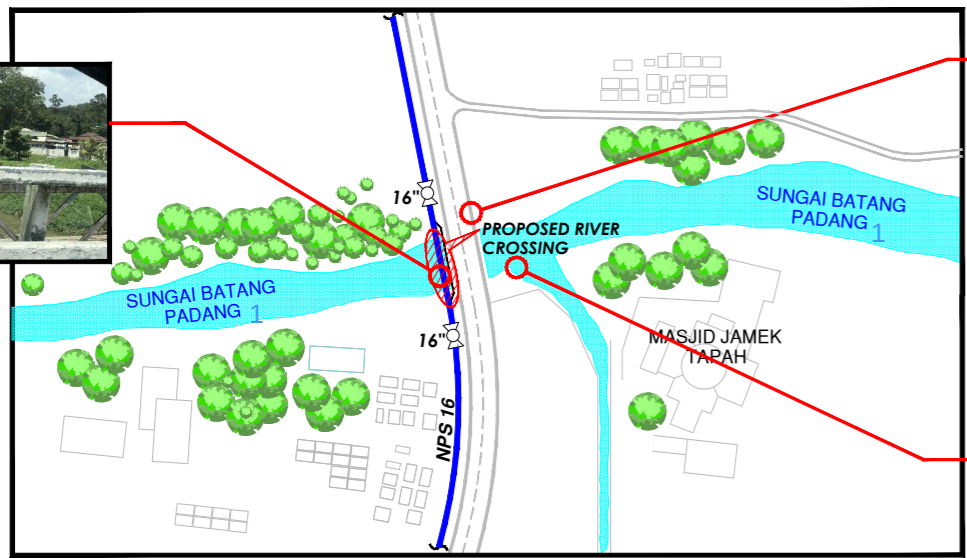 16"
PROPOSED RIVER
CROSSING
SUNGAI BATANG
PADANG 1
SUNGAI BATANG
PADANG 1
16"
MASJID JAMEK
TAPAH
NPS 16